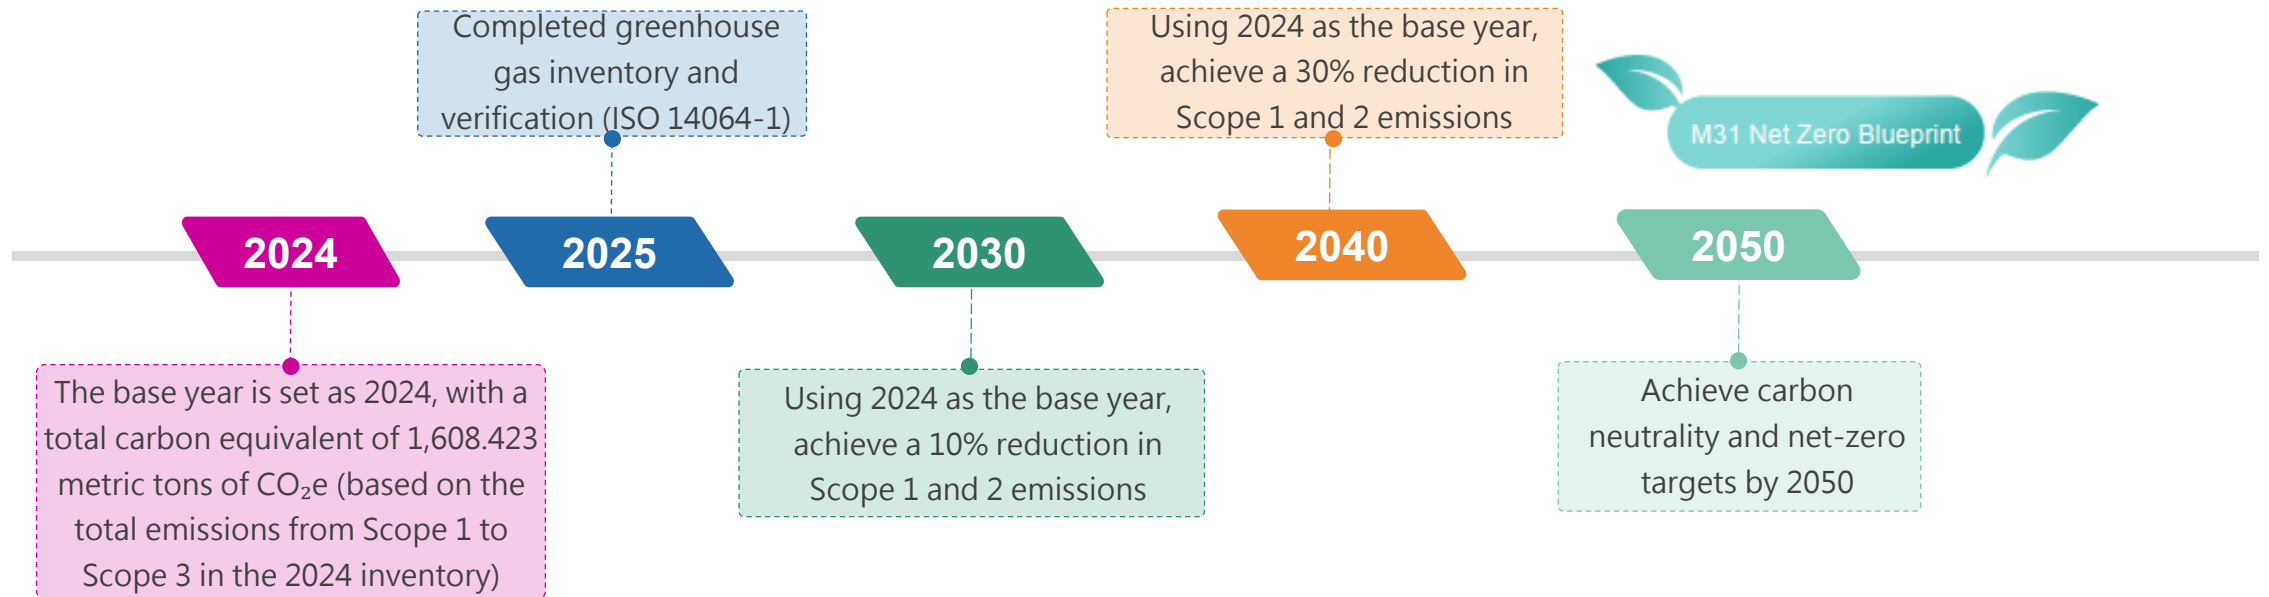 Completed greenhouse
gas inventory and
verification (ISO 14064-1)
Using 2024 as the base year,
achieve a 30% reduction in
Scope 1 and 2 emissions
M31 Net Zero Blueprint
2024
2025
2030
2040
2050
The base year is set as 2024, with a
total carbon equivalent of 1,608.423
metric tons of CO₂e (based on the
total emissions from Scope 1 to
Scope 3 in the 2024 inventory)
Using 2024 as the base year,
achieve a 10% reduction in
Scope 1 and 2 emissions
Achieve carbon
neutrality and net-zero
targets by 2050